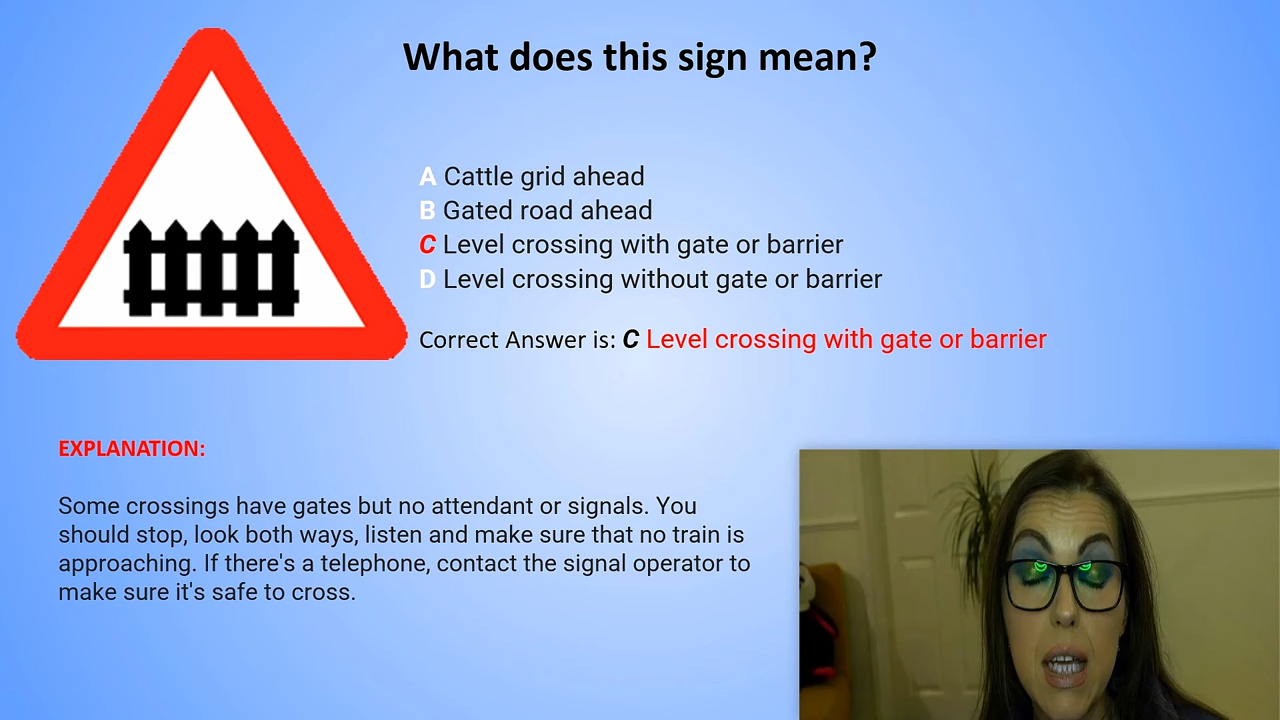 What does this sign mean?
A Cattle grid ahead
B Gated road ahead
C Level crossing with gate or barrier
D Level crossing without gate or barrier
Correct Answer is: C Level crossing with gate or barrier
EXPLANATION:
Some crossings have gates but no attendant or signals. You
should stop, look both ways, listen and make sure that no train is
approaching. If there's a telephone, contact the signal operator to
make sure it's safe to cross.